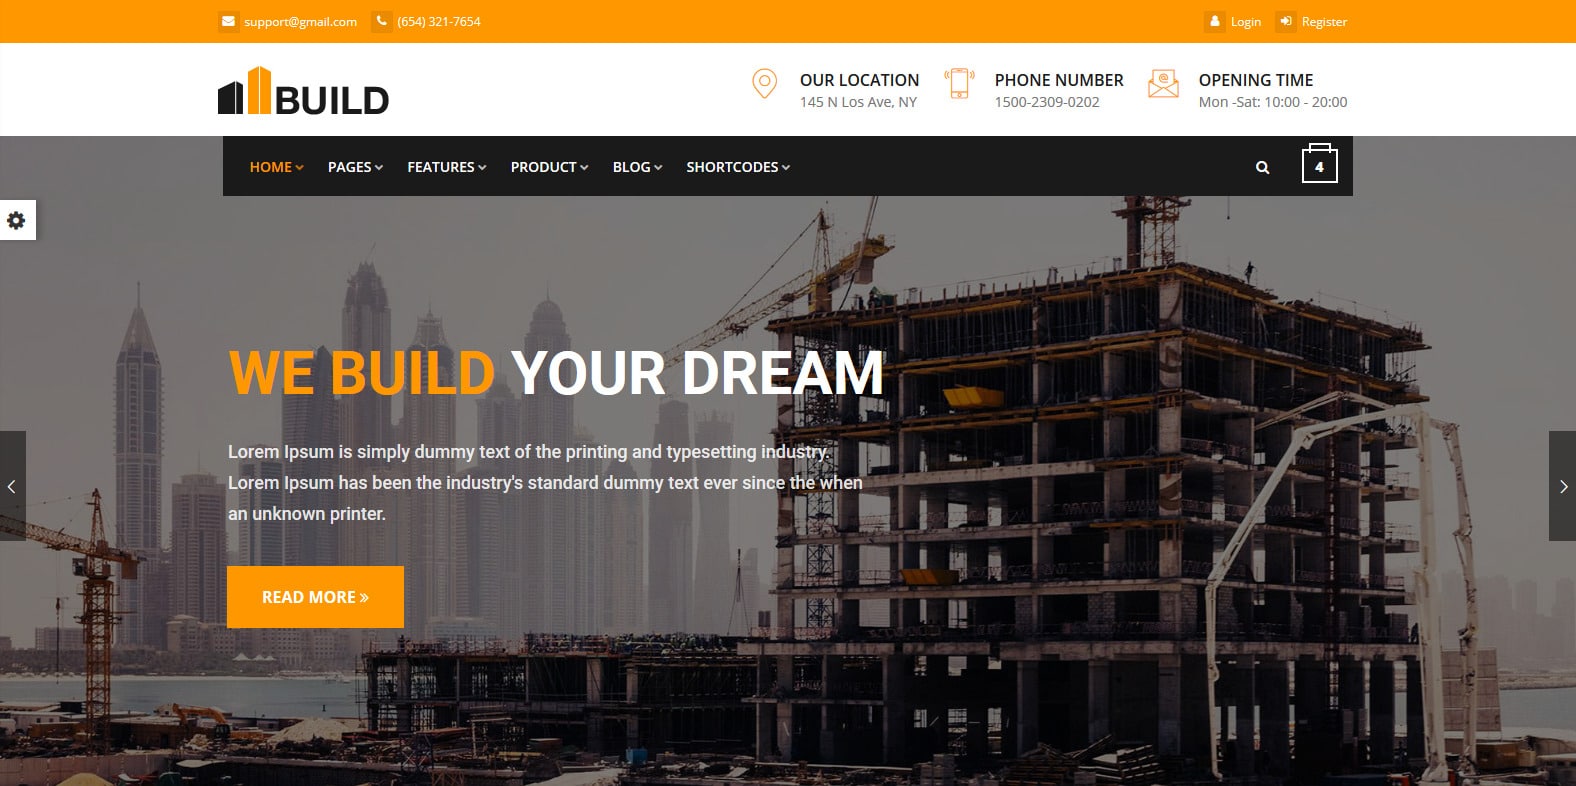 support@gmail.com (654) 321-7654 Login Register
BUILD
OUR LOCATION
145 N Los Ave, NY
PHONE NUMBER
1500-2309-0202
OPENING TIME
Mon -Sat: 10:00 - 20:00
HOME PAGES FEATURES PRODUCT BLOG SHORTCODES 4
WE BUILD YOUR DREAM
Lorem Ipsum is simply dummy text of the printing and typesetting industry.
Lorem Ipsum has been the industry's standard dummy text ever since the when
an unknown printer.
READ MORE »